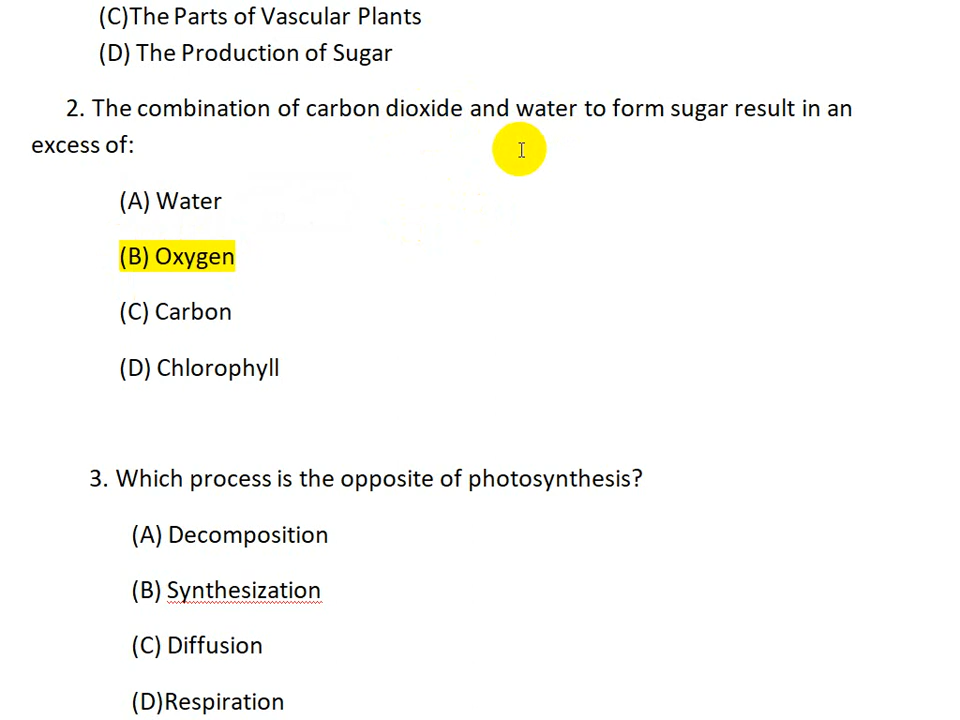 (C)The Parts of Vascular Plants
(D) The Production of Sugar
2. The combination of carbon dioxide and water to form sugar result in an
excess of:
(A) Water
(B) Oxygen
(C) Carbon
(D) Chlorophyll
3. Which process is the opposite of photosynthesis?
(A) Decomposition
(B) Synthesization
(C) Diffusion
(D)Respiration